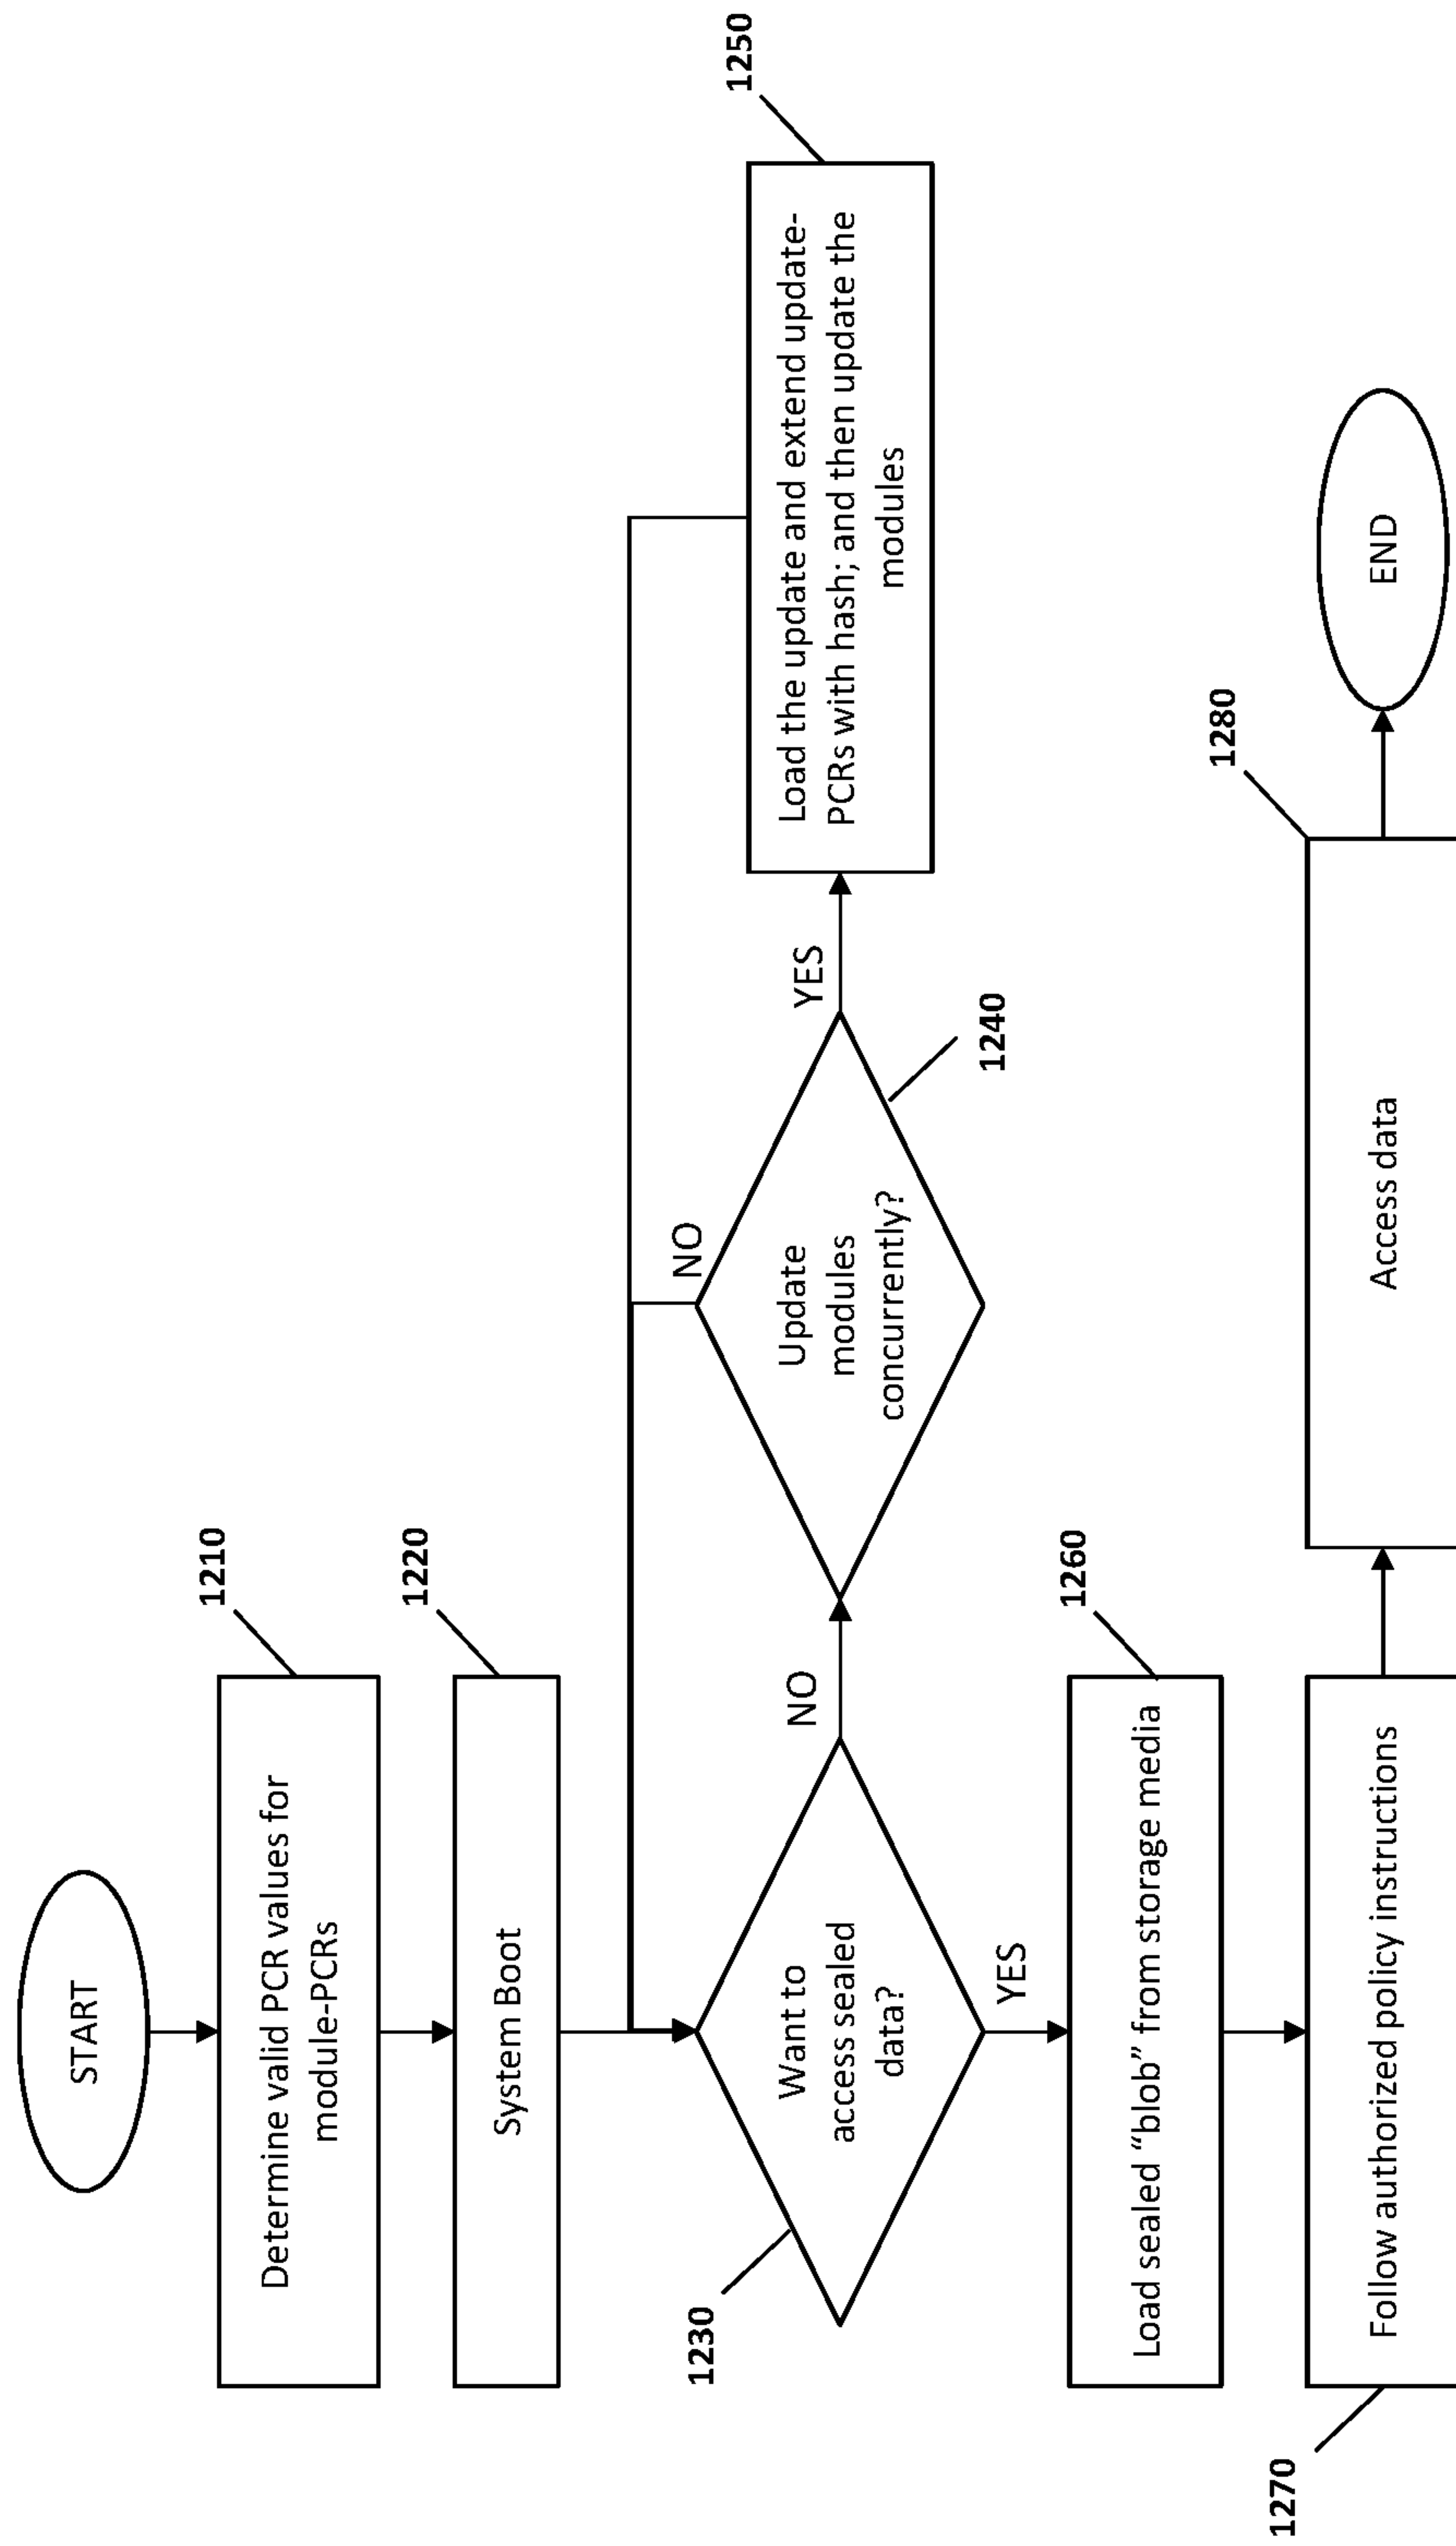 START
1210
Determine valid PCR values for
module-PCRs
1220
System Boot
1230
Want to
access sealed
data?
NO
YES
1240
Update
modules
concurrently?
NO
YES
1250
Load the update and extend update-
PCRs with hash; and then update the
modules
1260
Load sealed “blob” from storage media
1270
Follow authorized policy instructions
1280
Access data
END